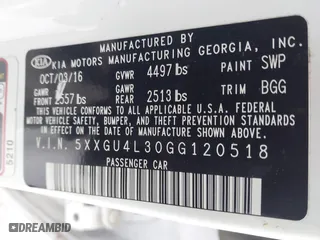 MANUFACTURED BY
KIA KIA MOTORS MANUFACTURING GEORGIA, INC.
OCT/03/16 GVWR 4497 lbs PAINT SWP
GAWR FRONT 2557 lbs GAWR REAR 2513 lbs TRIM BGG
THIS VEHICLE CONFORMS TO ALL APPLICABLE U.S.A. FEDERAL
MOTOR VEHICLE SAFETY, BUMPER, AND THEFT PREVENTION
STANDARDS IN EFFECT ON THE DATE OF MANUFACTURE
V.I.N. 5XXGU4L30GG120518
PASSENGER CAR
5210
DREAMBID